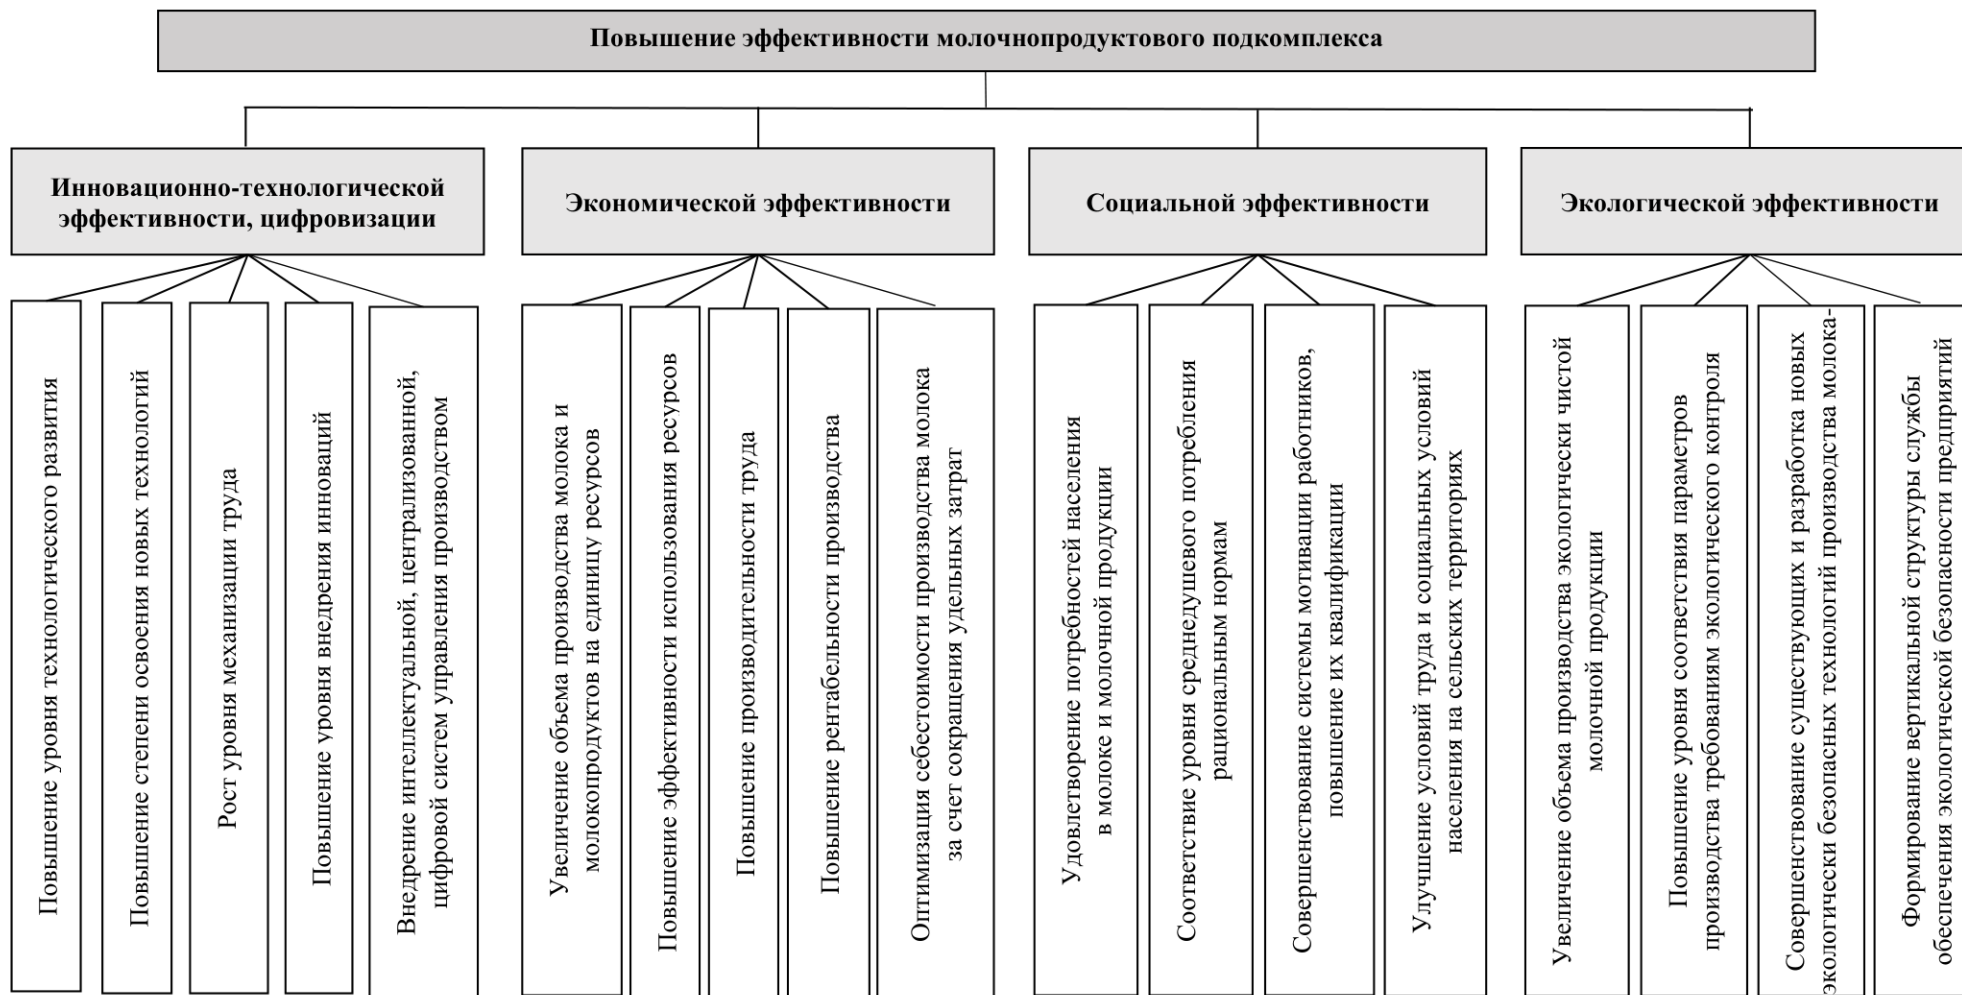 Повышение эффективности молочнопродуктового подкомплекса
Инновационно-технологической
эффективности, цифровизации
Экономической эффективности
Социальной эффективности
Экологической эффективности
Повышение уровня технологического развития
Повышение степени освоения новых технологий
Рост уровня механизации труда
Повышение уровня внедрения инноваций
Внедрение интеллектуальной, централизованной,
цифровой систем управления производством
Увеличение объема производства молока и
молокопродуктов на единицу ресурсов
Повышение эффективности использования ресурсов
Повышение производительности труда
Повышение рентабельности производства
Оптимизация себестоимости производства молока
за счет сокращения удельных затрат
Удовлетворение потребностей населения
в молоке и молочной продукции
Соответствие уровня среднедушевого потребления
рациональным нормам
Совершенствование системы мотивации работников,
повышение их квалификации
Улучшение условий труда и социальных условий
населения на сельских территориях
Увеличение объема производства экологически чистой
молочной продукции
Повышение уровня соответствия параметров
производства требованиям экологического контроля
Совершенствование существующих и разработка новых
экологически безопасных технологий производства молока-
Формирование вертикальной структуры службы
обеспечения экологической безопасности предприятий